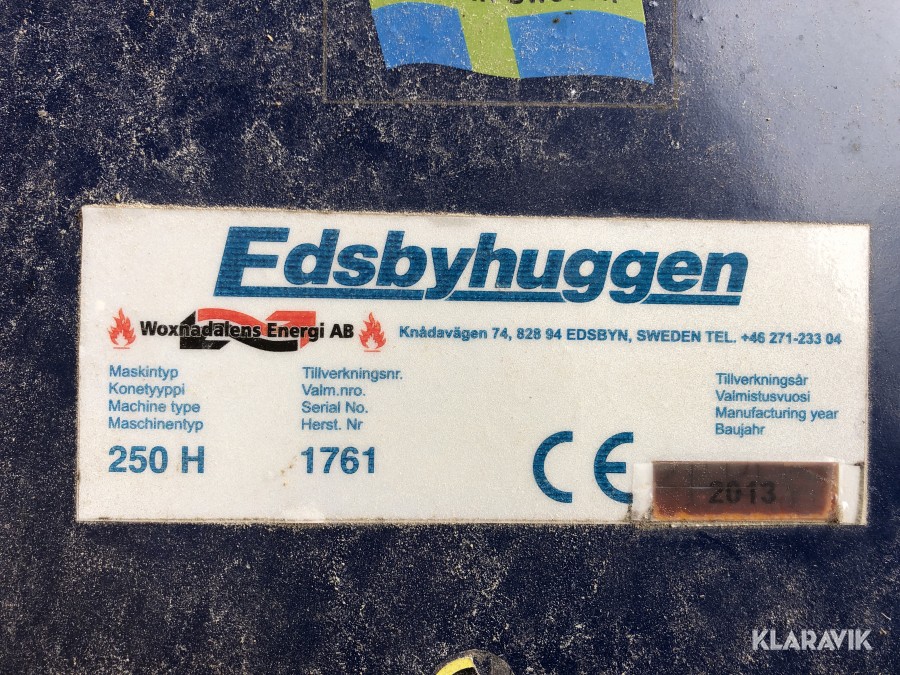 Edsbyhuggen
Woxnadalens Energi AB
Knådavägen 74, 828 94 EDSBYN, SWEDEN TEL. +46 271-233 04
Maskintyp
Konetyyppi
Machine type
Maschinentyp
250 H
Tillverkningsnr.
Valm.nro.
Serial No.
Herst. Nr
1761
Tillverkningsår
Valmistusvuosi
Manufacturing year
Baujahr
CE
2013
KLARAVIK